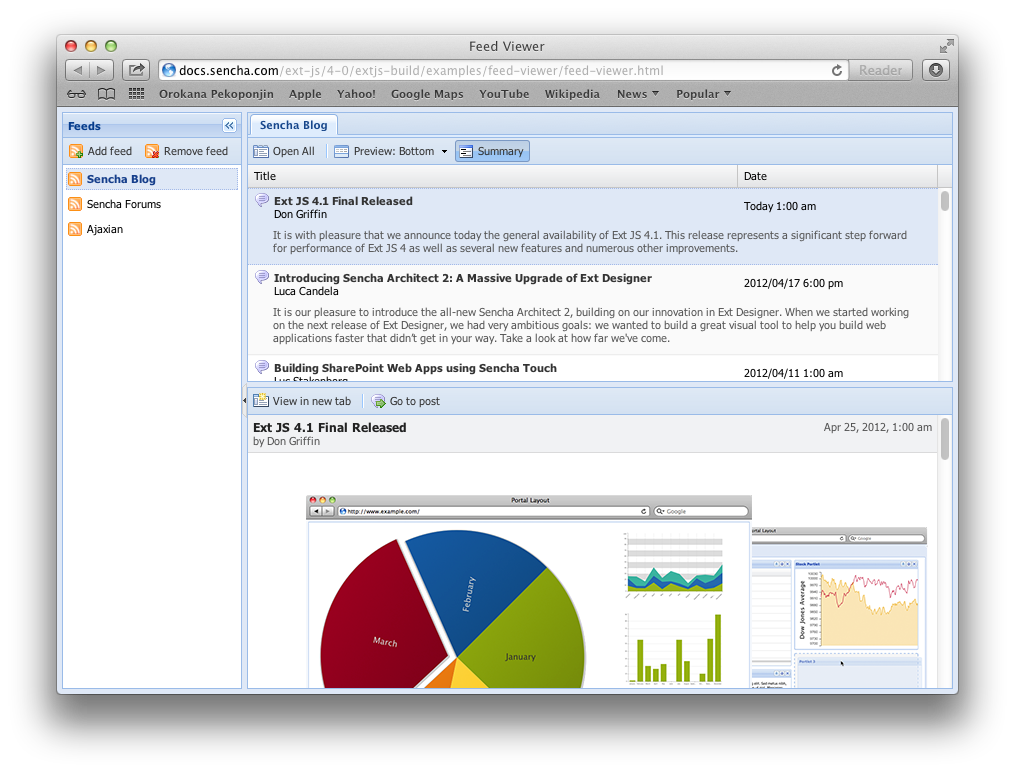 Feed Viewer
docs.sencha.com/ext-js/4-0/extjs-build/examples/feed-viewer/feed-viewer.html
Reader
Orokana Pekoponjin Apple Yahoo! Google Maps YouTube Wikipedia News Popular
Feeds
Add feed Remove feed
Sencha Blog
Sencha Forums
Ajaxian
Sencha Blog
Open All Preview: Bottom Summary
Title Date
Ext JS 4.1 Final Released
Don Griffin
Today 1:00 am
It is with pleasure that we announce today the general availability of Ext JS 4.1. This release represents a significant step forward
for performance of Ext JS 4 as well as several new features and numerous other improvements.
Introducing Sencha Architect 2: A Massive Upgrade of Ext Designer
Luca Candela
2012/04/17 6:00 pm
It is our pleasure to introduce the all-new Sencha Architect 2, building on our innovation in Ext Designer. When we started working
on the next release of Ext Designer, we had very ambitious goals: we wanted to build a great visual tool to help you build web
applications faster that didn't get in your way. Take a look at how far we've come.
Building SharePoint Web Apps using Sencha Touch
2012/04/11 1:00 am
View in new tab Go to post
Ext JS 4.1 Final Released
by Don Griffin
Apr 25, 2012, 1:00 am
Portal Layout
http://www.example.com/
Google
February
March
January
Google
Stock Portlet
Dow Jones Average
Portlet 2